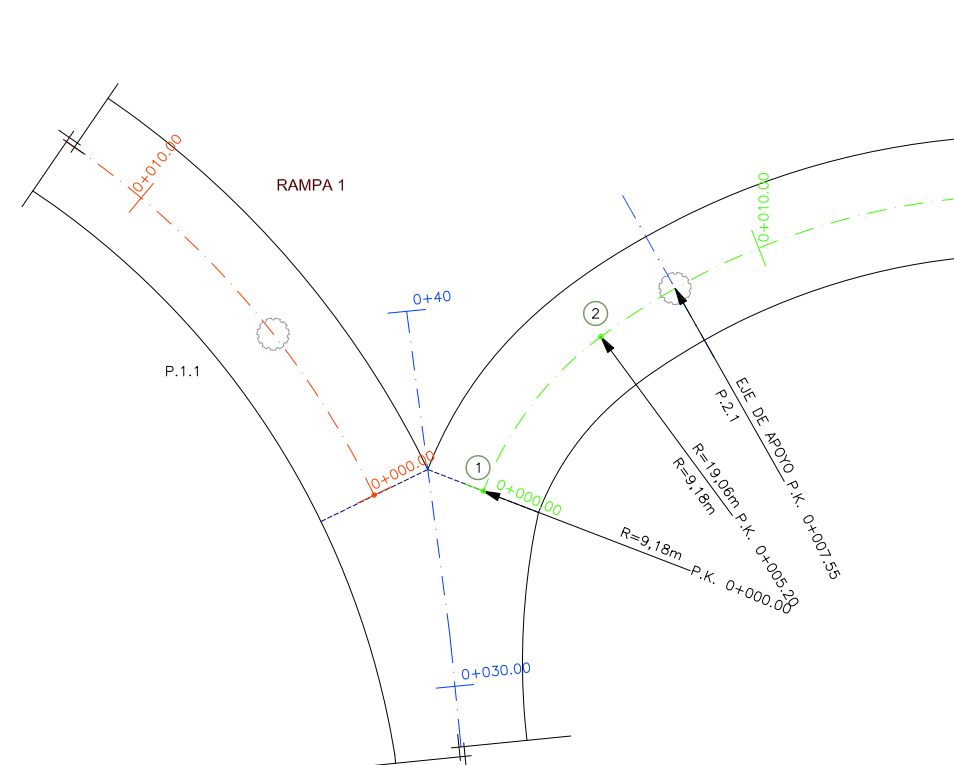 0+010.00
RAMPA 1
0+010.00
0+40
2
P.1.1
EJE DE APOYO P.K. 0+007.55
P.2.1
0+000.00
1
0+000.00
R=19,06m
R=9,18m
P.K. 0+005.20
R=9,18m
P.K. 0+000.00
0+030.00